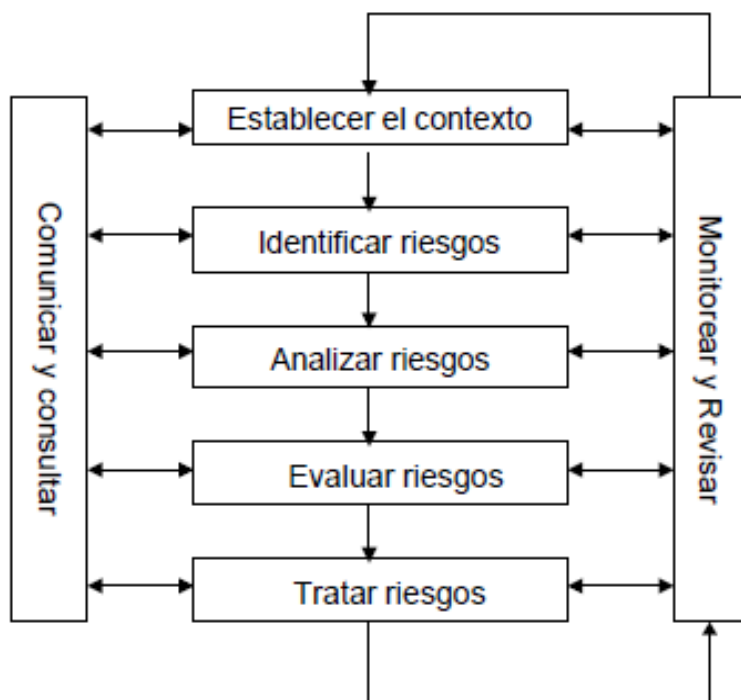 Establecer el contexto
Comunicar y consultar
Identificar riesgos
Monitorear y Revisar
Analizar riesgos
Evaluar riesgos
Tratar riesgos